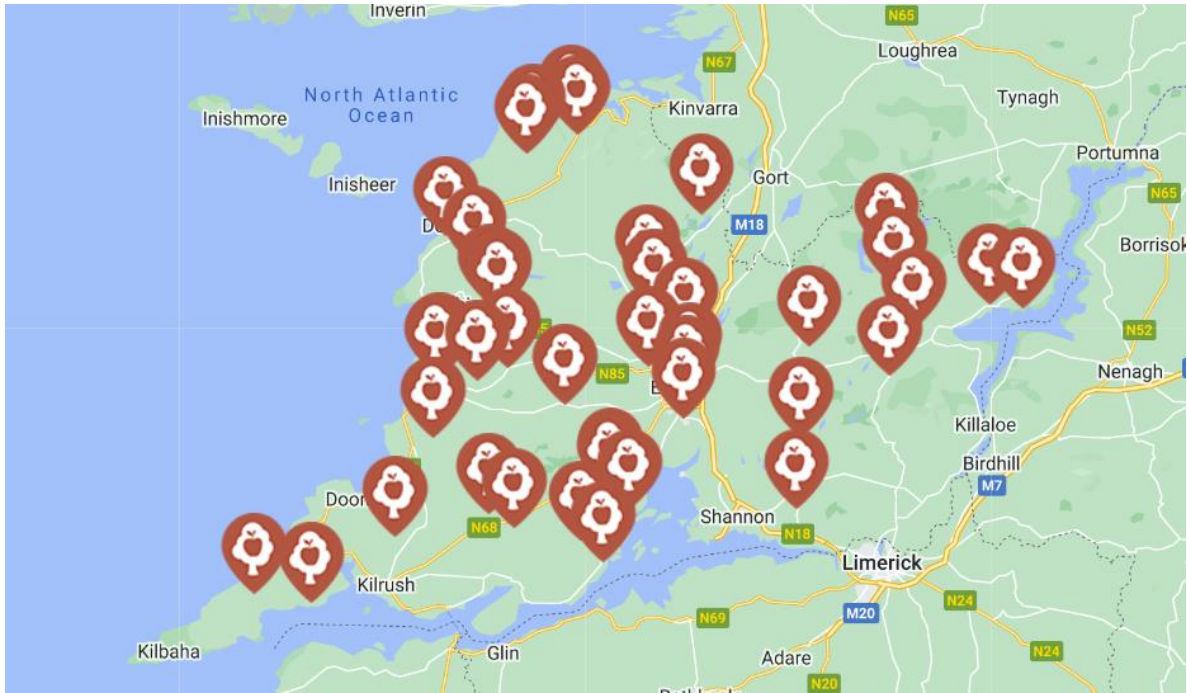 Inverin
N65
Loughrea
N67
North Atlantic
Ocean
Kinvarra
Tynagh
Inishmore
Portumna
Inisheer
Gort
N65
M18
Borrisok
N52
N85
Nenagh
Killaloe
Birdhill
M7
Doon
Shannon
N68
N18
Limerick
Kilrush
N24
N69
M20
Kilbaha
Glin
Adare
N24
N20